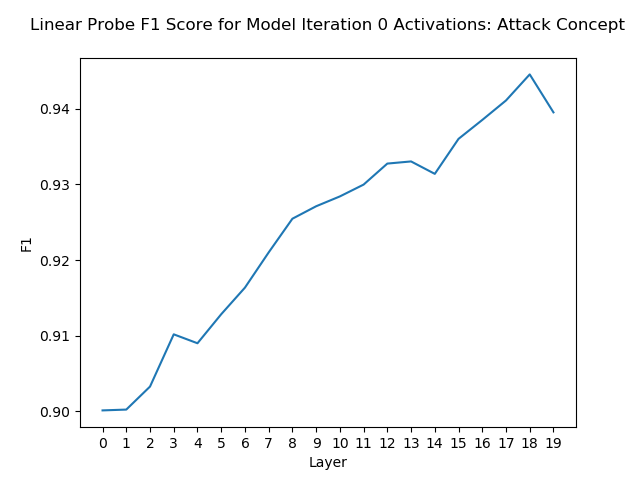 Linear Probe F1 Score for Model Iteration 0 Activations: Attack Concept
0.94
0.93
0.92
0.91
0.90
F1
0 1 2 3 4 5 6 7 8 9 10 11 12 13 14 15 16 17 18 19
Layer